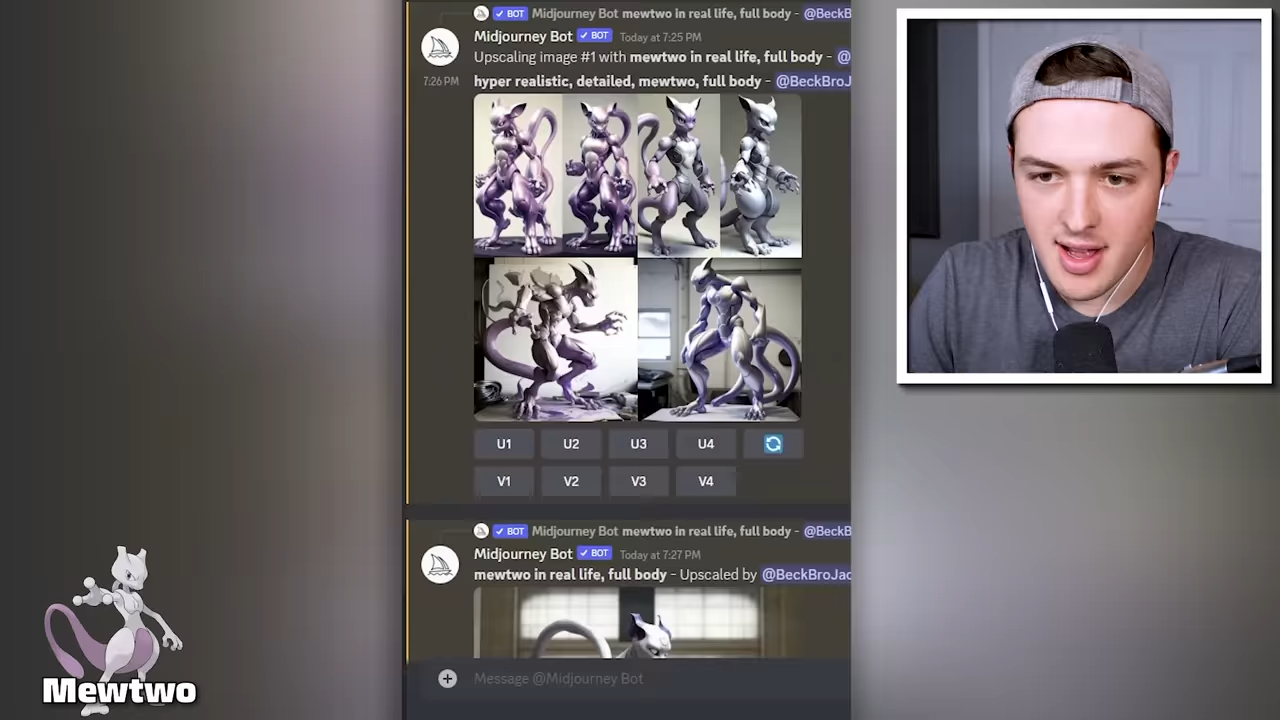 BOT Midjourney Bot mewtwo in real life, full body - @BeckB
Midjourney Bot BOT Today at 7:25 PM
Upscaling image #1 with mewtwo in real life, full body - @
7:26 PM hyper realistic, detailed, mewtwo, full body - @BeckBroJ
U1 U2 U3 U4
V1 V2 V3 V4
BOT Midjourney Bot mewtwo in real life, full body - @BeckB
Midjourney Bot BOT Today at 7:27 PM
mewtwo in real life, full body - Upscaled by @BeckBroJac
Message @Midjourney Bot
Mewtwo